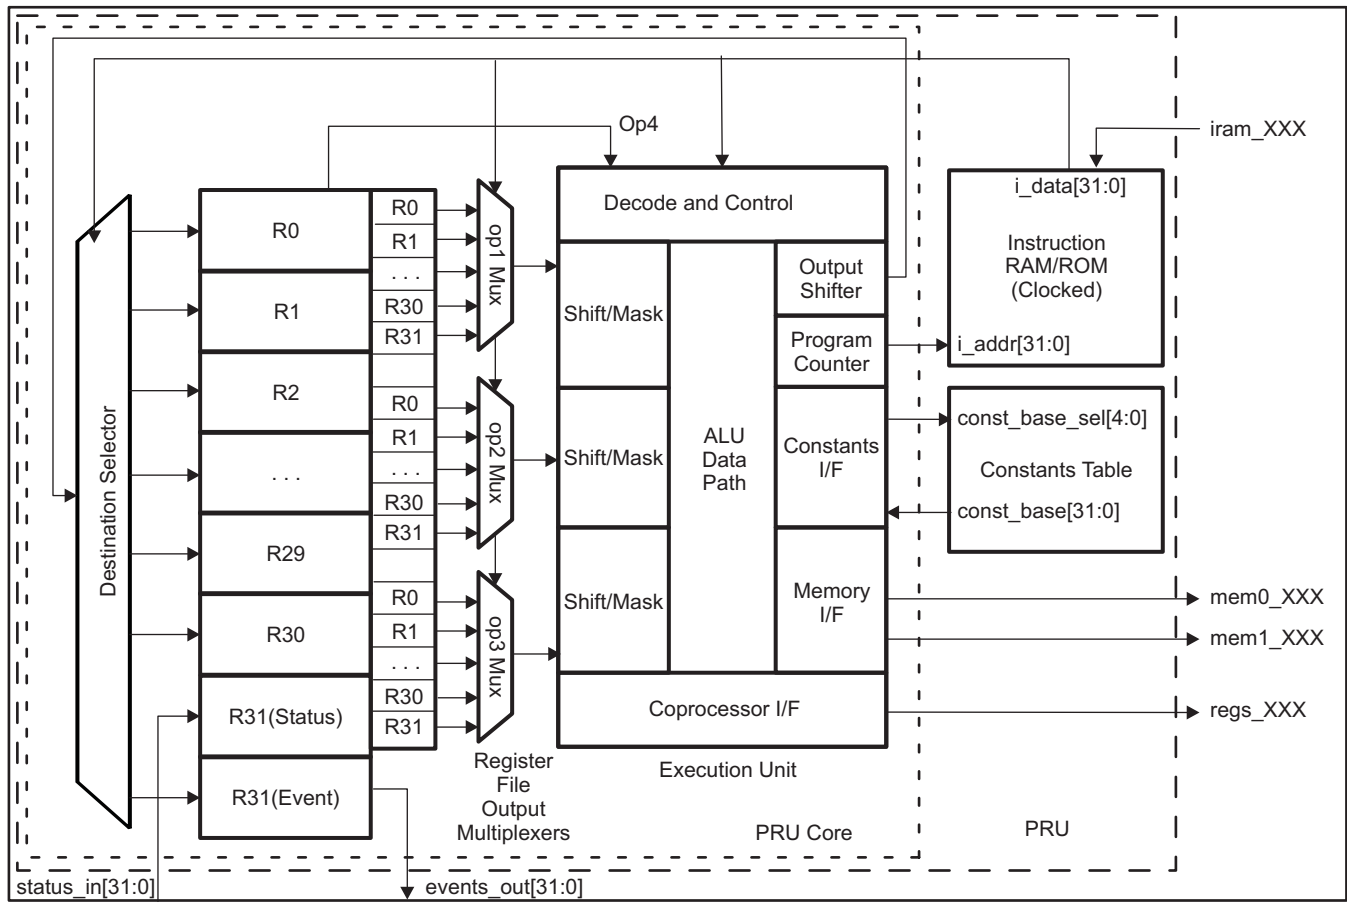 Op4
iram_XXX
Destination Selector
R0
R1
R2
. . .
R29
R30
R31(Status)
R31(Event)
R0
R1
. . .
R30
R31
R0
R1
. . .
R30
R31
R0
R1
. . .
R30
R31
op1 Mux
op2 Mux
op3 Mux
Register
File
Output
Multiplexers
Decode and Control
Shift/Mask
Shift/Mask
Shift/Mask
ALU
Data
Path
Output
Shifter
Program
Counter
Constants
I/F
Memory
I/F
Coprocessor I/F
Execution Unit
PRU Core
i_data[31:0]
Instruction
RAM/ROM
(Clocked)
i_addr[31:0]
const_base_sel[4:0]
Constants Table
const_base[31:0]
PRU
mem0_XXX
mem1_XXX
regs_XXX
status_in[31:0]
events_out[31:0]